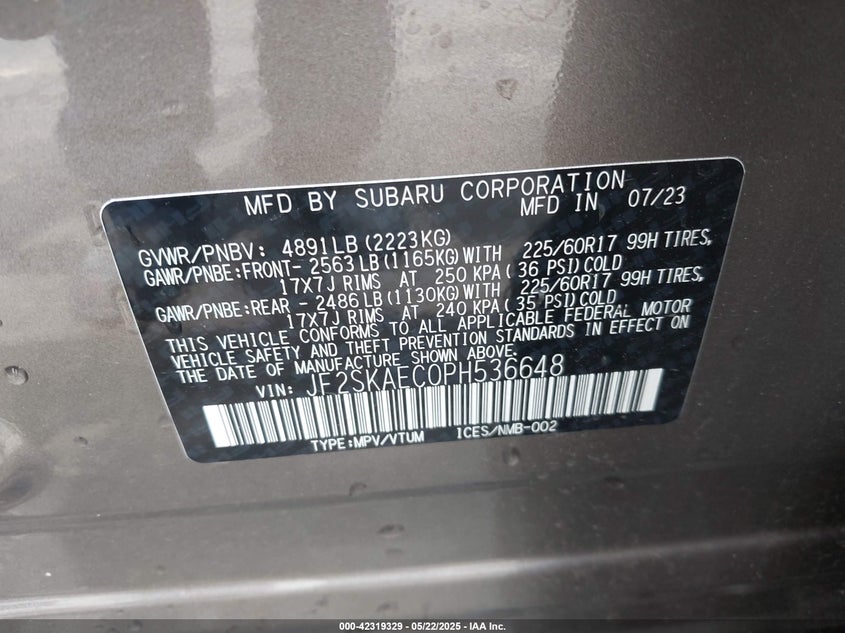 MFD BY SUBARU CORPORATION
MFD IN 07/23
GVWR/PNBV: 4891LB (2223KG)
GAWR/PNBE:FRONT- 2563LB (1165KG) WITH 225/60R17 99H TIRES,
17X7J RIMS AT 250 KPA ( 36 PSI) COLD
GAWR/PNBE:REAR - 2486LB (1130KG) WITH 225/60R17 99H TIRES,
17X7J RIMS AT 240 KPA ( 35 PSI) COLD
THIS VEHICLE CONFORMS TO ALL APPLICABLE FEDERAL MOTOR
VEHICLE SAFETY AND THEFT PREVENTION STANDARDS IN EFFECT ON
THE DATE OF MANUFACTURE SHOWN ABOVE.
VIN: JF2SKAEC0PH536648
TYPE:MPV/VTUM ICES/NMB-002
000-42319329 - 05/22/2025 - IAA Inc.